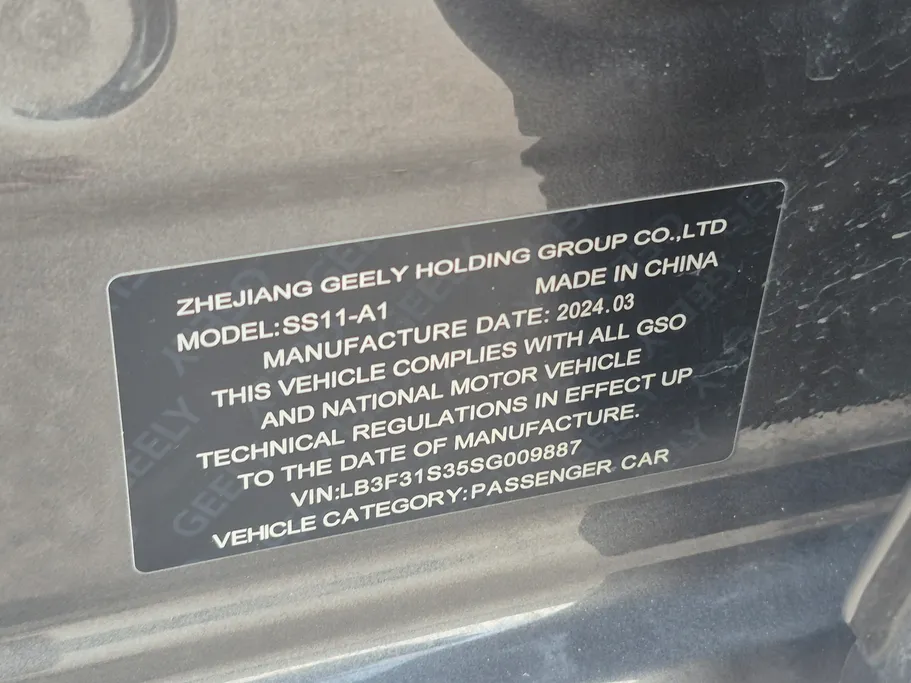 ZHEJIANG GEELY HOLDING GROUP CO.,LTD
MODEL:SS11-A1 MADE IN CHINA
MANUFACTURE DATE: 2024.03
THIS VEHICLE COMPLIES WITH ALL GSO
AND NATIONAL MOTOR VEHICLE
TECHNICAL REGULATIONS IN EFFECT UP
TO THE DATE OF MANUFACTURE.
VIN:LB3F31S35SG009887
VEHICLE CATEGORY:PASSENGER CAR